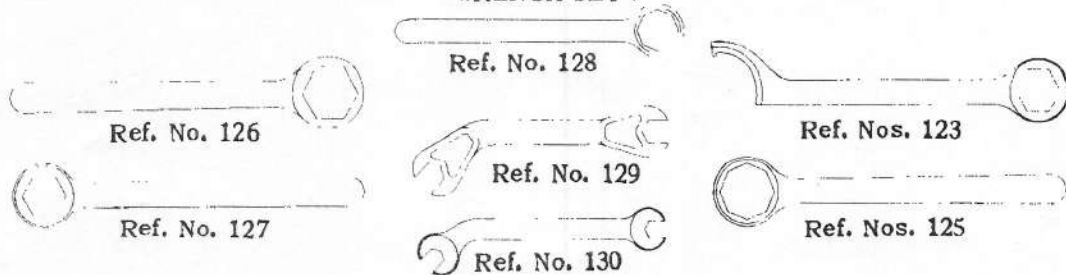 Ref. No. 128
Ref. No. 126
Ref. Nos. 123
Ref. No. 129
Ref. No. 127
Ref. Nos. 125
Ref. No. 130